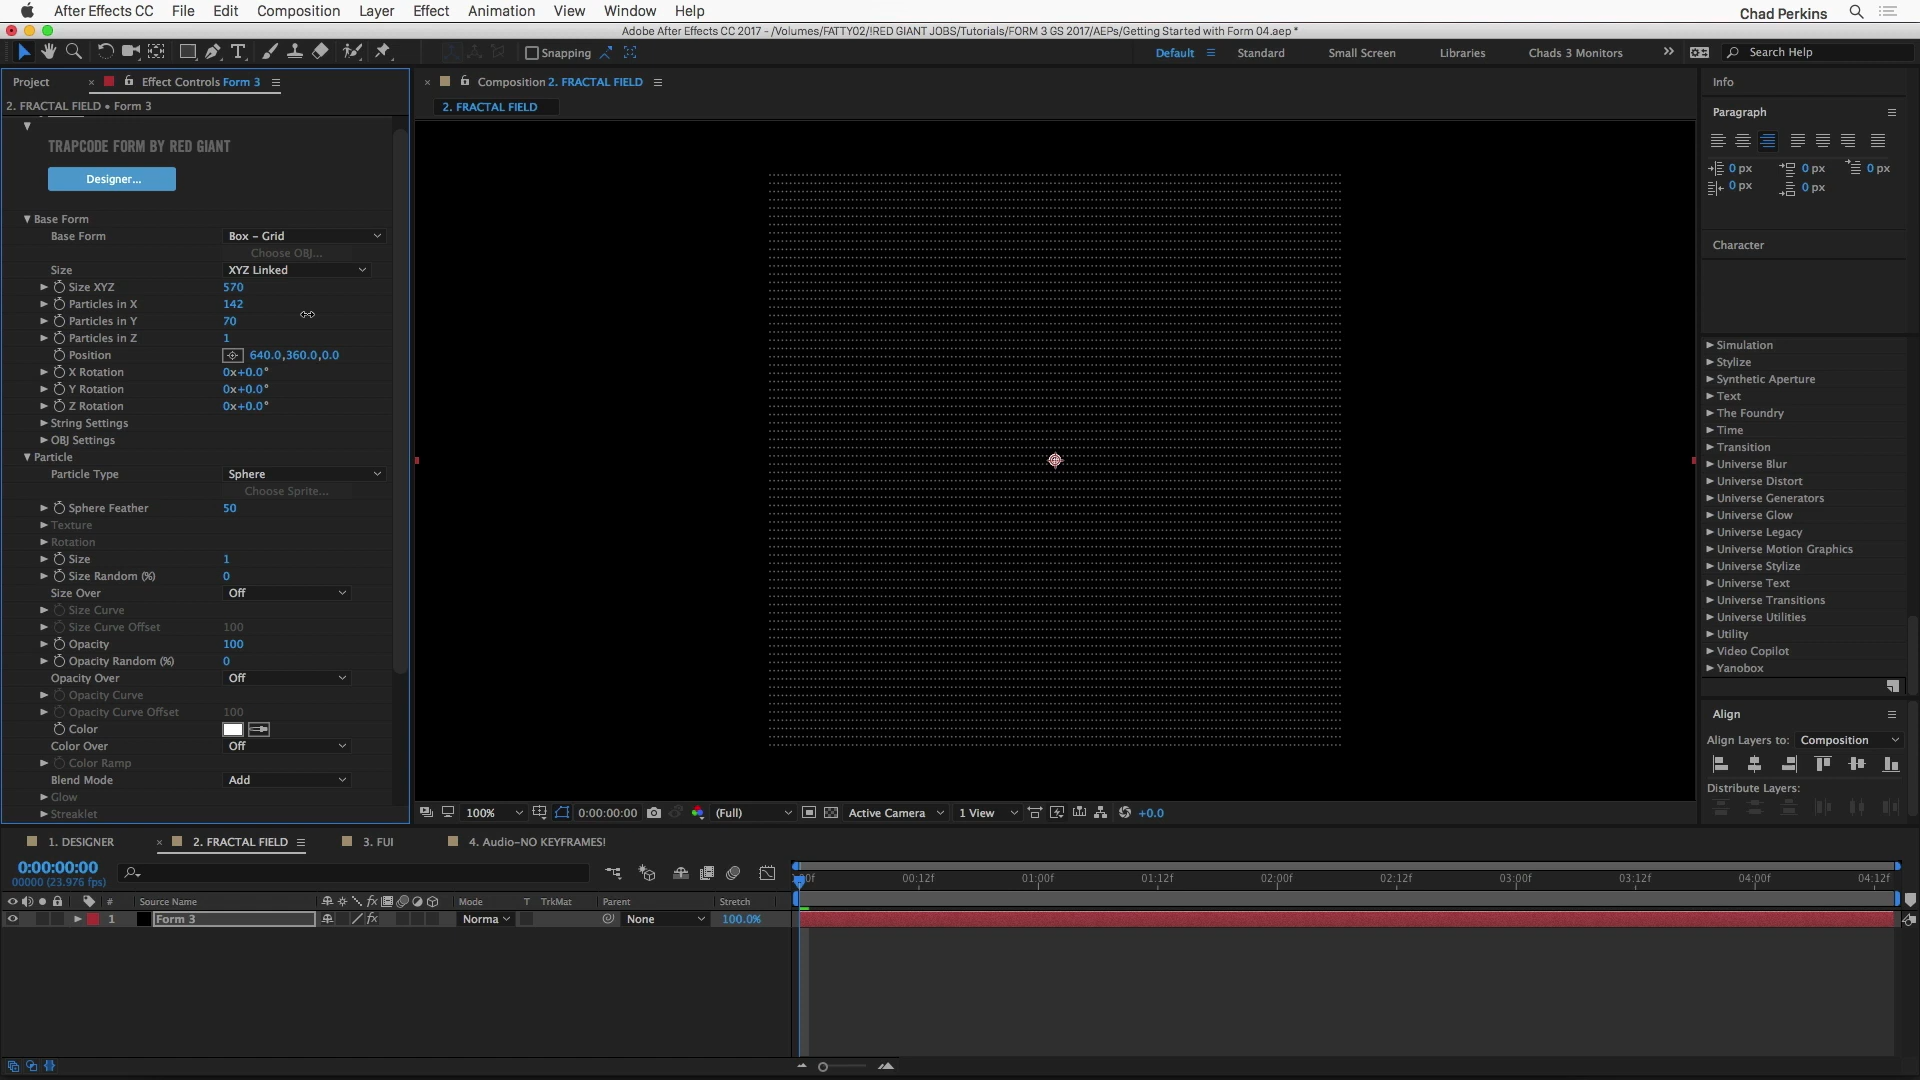 After Effects CC File Edit Composition Layer Effect Animation View Window Help Chad Perkins
Adobe After Effects CC 2017 - /Volumes/FATTY02/!RED GIANT JOBS/Tutorials/FORM 3 GS 2017/AEPs/Getting Started with Form 04.aep *
Snapping Default Standard Small Screen Libraries Chads 3 Monitors Search Help
Project Effect Controls Form 3 Composition 2. FRACTAL FIELD Info
2. FRACTAL FIELD • Form 3 2. FRACTAL FIELD
Paragraph
TRAPCODE FORM BY RED GIANT
Designer...
0 px 0 px 0 px
0 px 0 px
Base Form
Base Form Box – Grid
Choose OBJ...
Size XYZ Linked
Size XYZ 570
Particles in X 142
Particles in Y 70
Particles in Z 1
Position 640.0,360.0,0.0
X Rotation 0x+0.0°
Y Rotation 0x+0.0°
Z Rotation 0x+0.0°
String Settings
OBJ Settings
Particle
Particle Type Sphere
Choose Sprite...
Sphere Feather 50
Texture
Rotation
Size 1
Size Random (%) 0
Size Over Off
Size Curve
Size Curve Offset 100
Opacity 100
Opacity Random (%) 0
Opacity Over Off
Opacity Curve
Opacity Curve Offset 100
Color
Color Over Off
Color Ramp
Blend Mode Add
Glow
Streaklet
Character
Simulation
Stylize
Synthetic Aperture
Text
The Foundry
Time
Transition
Universe Blur
Universe Distort
Universe Generators
Universe Glow
Universe Legacy
Universe Motion Graphics
Universe Stylize
Universe Text
Universe Transitions
Universe Utilities
Utility
Video Copilot
Yanobox
Align
Align Layers to: Composition
Distribute Layers:
100% 0:00:00:00 (Full) Active Camera 1 View +0.0
1. DESIGNER 2. FRACTAL FIELD 3. FUI 4. Audio-NO KEYFRAMES!
0:00:00:00
00000 (23.976 fps)
00f 00:12f 01:00f 01:12f 02:00f 02:12f 03:00f 03:12f 04:00f 04:12f
# Source Name Mode T TrkMat Parent Stretch
1 Form 3 Norma None 100.0%